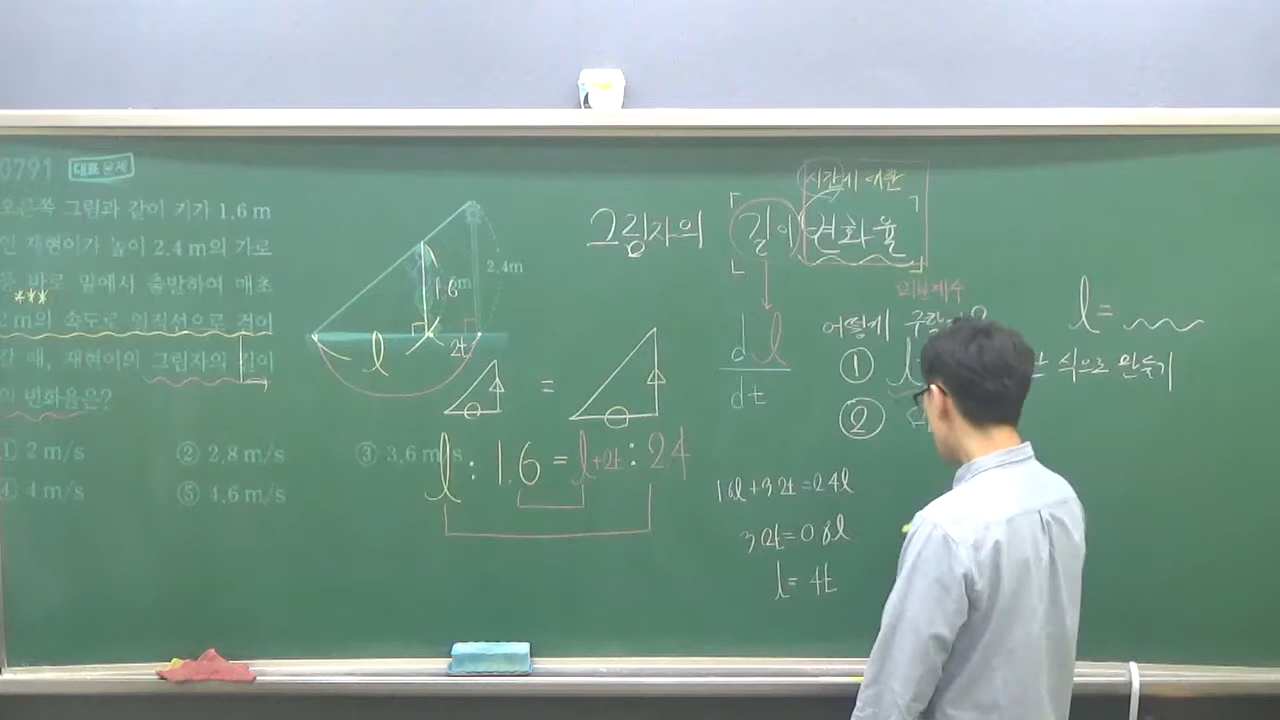 0791 대표 문제
오른쪽 그림과 같이 키가 1.6 m
인 재현이가 높이 2.4 m의 가로
등 바로 밑에서 출발하여 매초
2 m의 속도로 일직선으로 걸어
갈 때, 재현이의 그림자의 길이
의 변화율은?
① 2 m/s
② 2.8 m/s
③ 3.6 m/s
④ 4 m/s
⑤ 4.6 m/s
2.4m
1.6m
l
2t
=
l : 1.6 = l+2t : 2.4
시간에 대한
그림자의 「길이 변화율」
미분계수
dl
dt
어떻게
l=
① l 식으로 만들기
②
1.6l+3.2t=2.4l
3.2t=0.8l
l= 4t